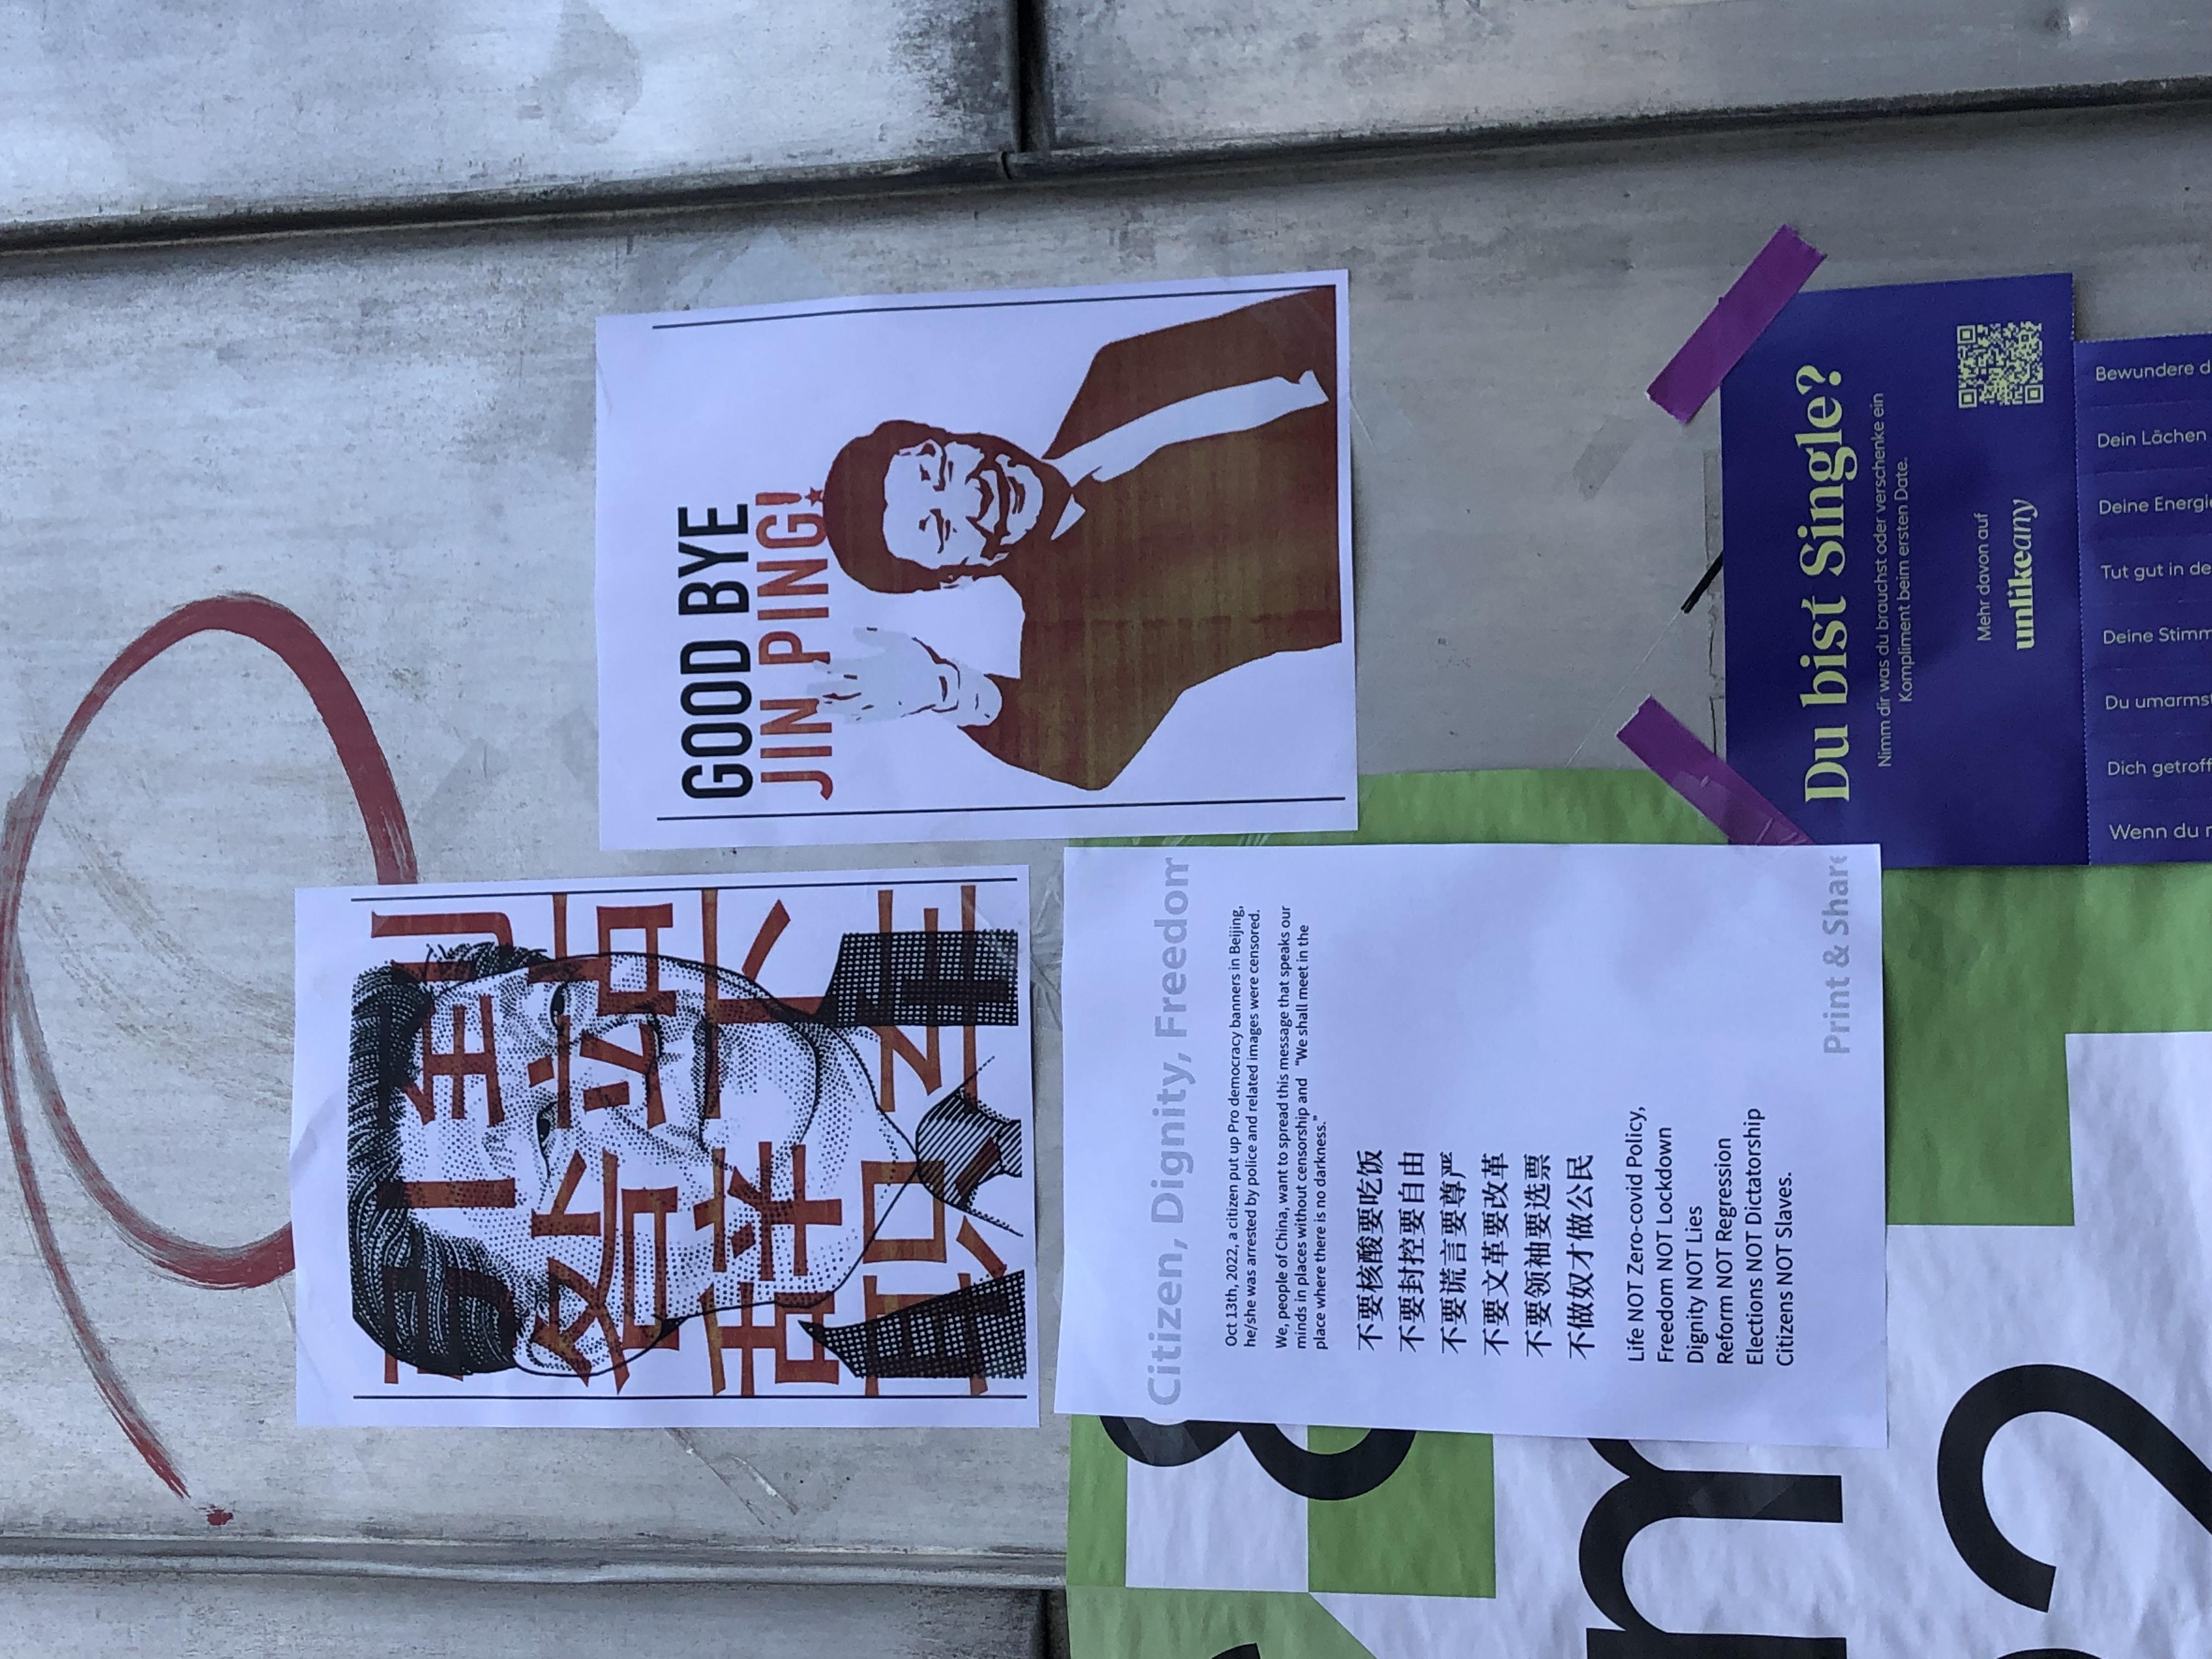 GOOD BYE
JIN PING!
Citizen, Dignity, Freedom
Oct 13th, 2022, a citizen put up Pro democracy banners in Beijing,
he/she was arrested by police and related images were censored.
We, people of China, want to spread this message that speaks our
minds in places without censorship and "We shall meet in the
place where there is no darkness."
不要核酸要吃饭
不要封控要自由
不要谎言要尊严
不要文革要改革
不要领袖要选票
不做奴才做公民
Life NOT Zero-covid Policy,
Freedom NOT Lockdown
Dignity NOT Lies
Reform NOT Regression
Elections NOT Dictatorship
Citizens NOT Slaves.
Print & Share
Du bist Single?
Nimm dir was du brauchst oder verschenke ein
Kompliment beim ersten Date.
Mehr davon auf
unlikeany
Bewundere
Dein Lächen
Deine Energie
Tut gut in
Deine
Du umarmst
Dich
Wenn du